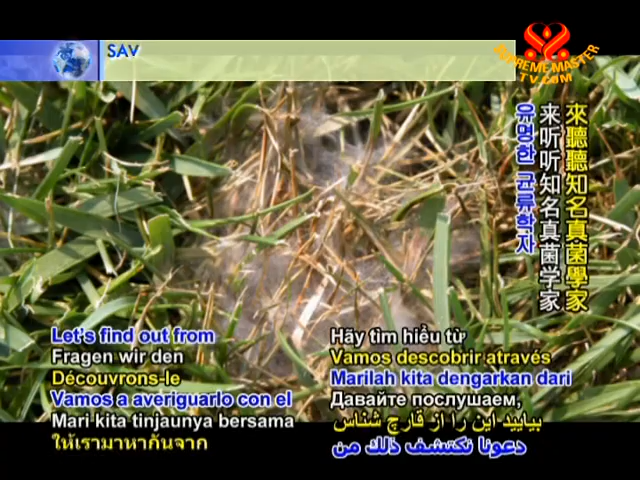 SAV
SUPREME MASTER
TV.COM
來聽聽知名真菌學家
来听听知名真菌学家
유명한 균류학자
Let's find out from
Fragen wir den
Découvrons-le
Vamos a averiguarlo con el
Mari kita tinjaunya bersama
ให้เรามาหากันจาก
Hãy tìm hiểu từ
Vamos descobrir através
Marilah kita dengarkan dari
Давайте послушаем,
بیایید این را از قارچ شناس
دعونا نكتشف ذلك من